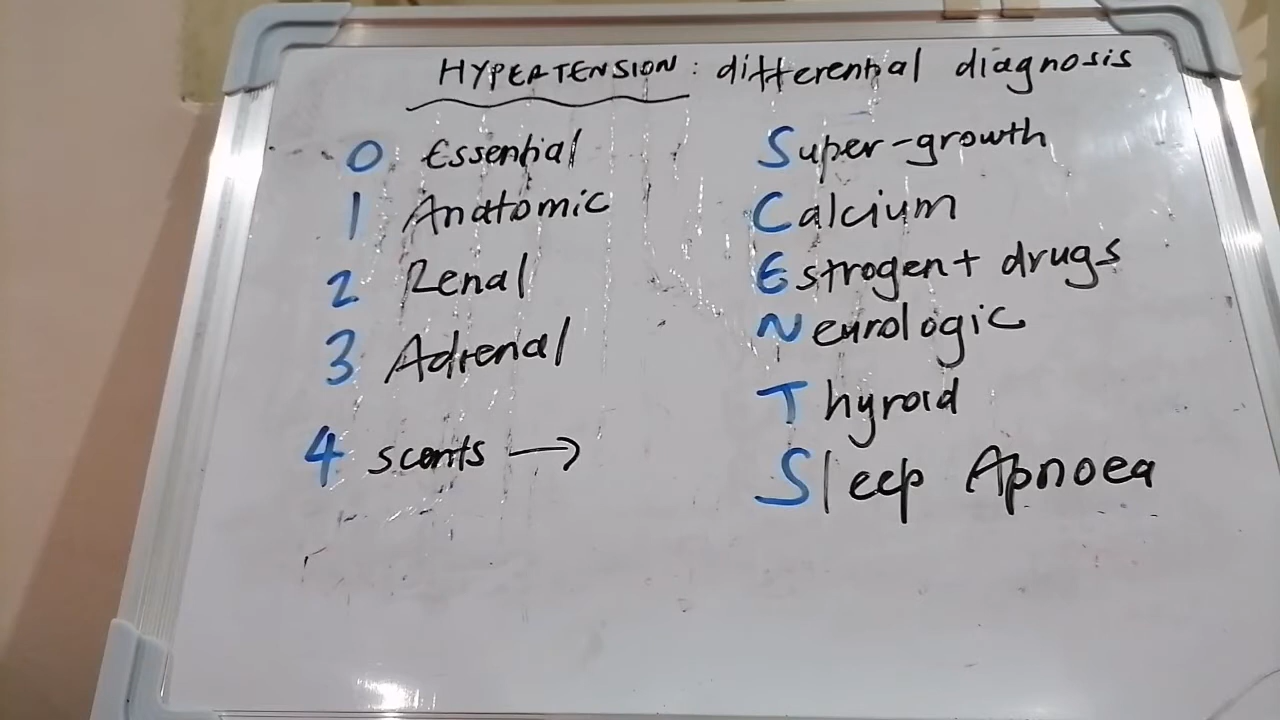 HYPERTENSION: differential diagnosis
0 Essential
1 Anatomic
2 Renal
3 Adrenal
4 scents →
Super-growth
Calcium
Estrogen + drugs
Neurologic
Thyroid
Sleep Apnoea